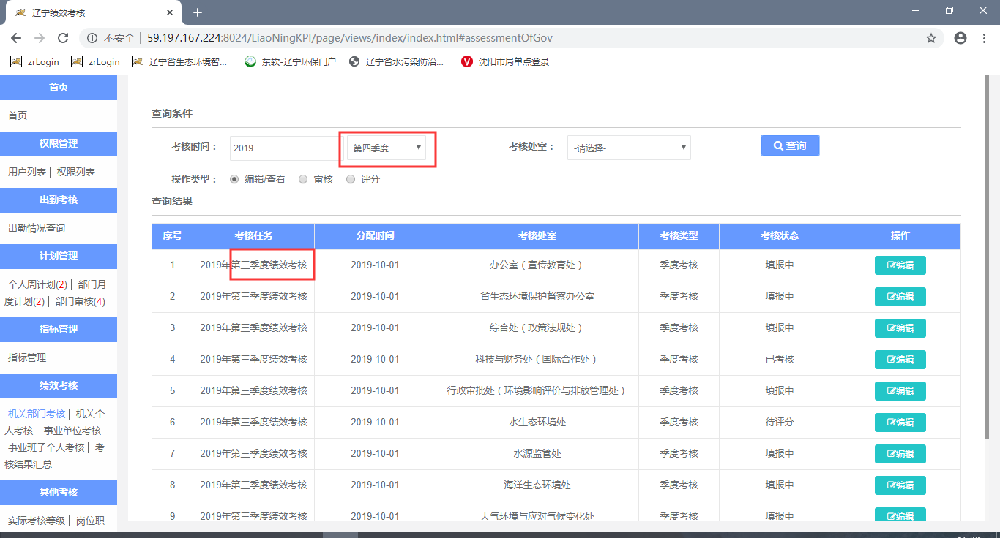 辽宁绩效考核
不安全 59.197.167.224:8024/LiaoNingKPI/page/views/index/index.html#assessmentOfGov
zrLogin zrLogin 辽宁省生态环境智... 东软-辽宁环保门户 辽宁省水污染防治... 沈阳市局单点登录
首页
首页
权限管理
用户列表| 权限列表
出勤考核
出勤情况查询
计划管理
个人周计划(2)| 部门月
度计划(2)| 部门审核(4)
指标管理
指标管理
绩效考核
机关部门考核| 机关个
人考核| 事业单位考核|
事业班子个人考核| 考
核结果汇总
其他考核
实际考核等级| 岗位职
查询条件
考核时间： 2019 第四季度 考核处室： -请选择- 查询
操作类型： 编辑/查看 审核 评分
查询结果
序号 考核任务 分配时间 考核处室 考核类型 考核状态 操作
1 2019年第三季度绩效考核 2019-10-01 办公室（宣传教育处） 季度考核 填报中 编辑
2 2019年第三季度绩效考核 2019-10-01 省生态环境保护督察办公室 季度考核 填报中 编辑
3 2019年第三季度绩效考核 2019-10-01 综合处（政策法规处） 季度考核 填报中 编辑
4 2019年第三季度绩效考核 2019-10-01 科技与财务处（国际合作处） 季度考核 已考核 编辑
5 2019年第三季度绩效考核 2019-10-01 行政审批处（环境影响评价与排放管理处） 季度考核 填报中 编辑
6 2019年第三季度绩效考核 2019-10-01 水生态环境处 季度考核 待评分 编辑
7 2019年第三季度绩效考核 2019-10-01 水源监管处 季度考核 填报中 编辑
8 2019年第三季度绩效考核 2019-10-01 海洋生态环境处 季度考核 填报中 编辑
9 2019年第三季度绩效考核 2019-10-01 大气环境与应对气候变化处 季度考核 填报中 编辑